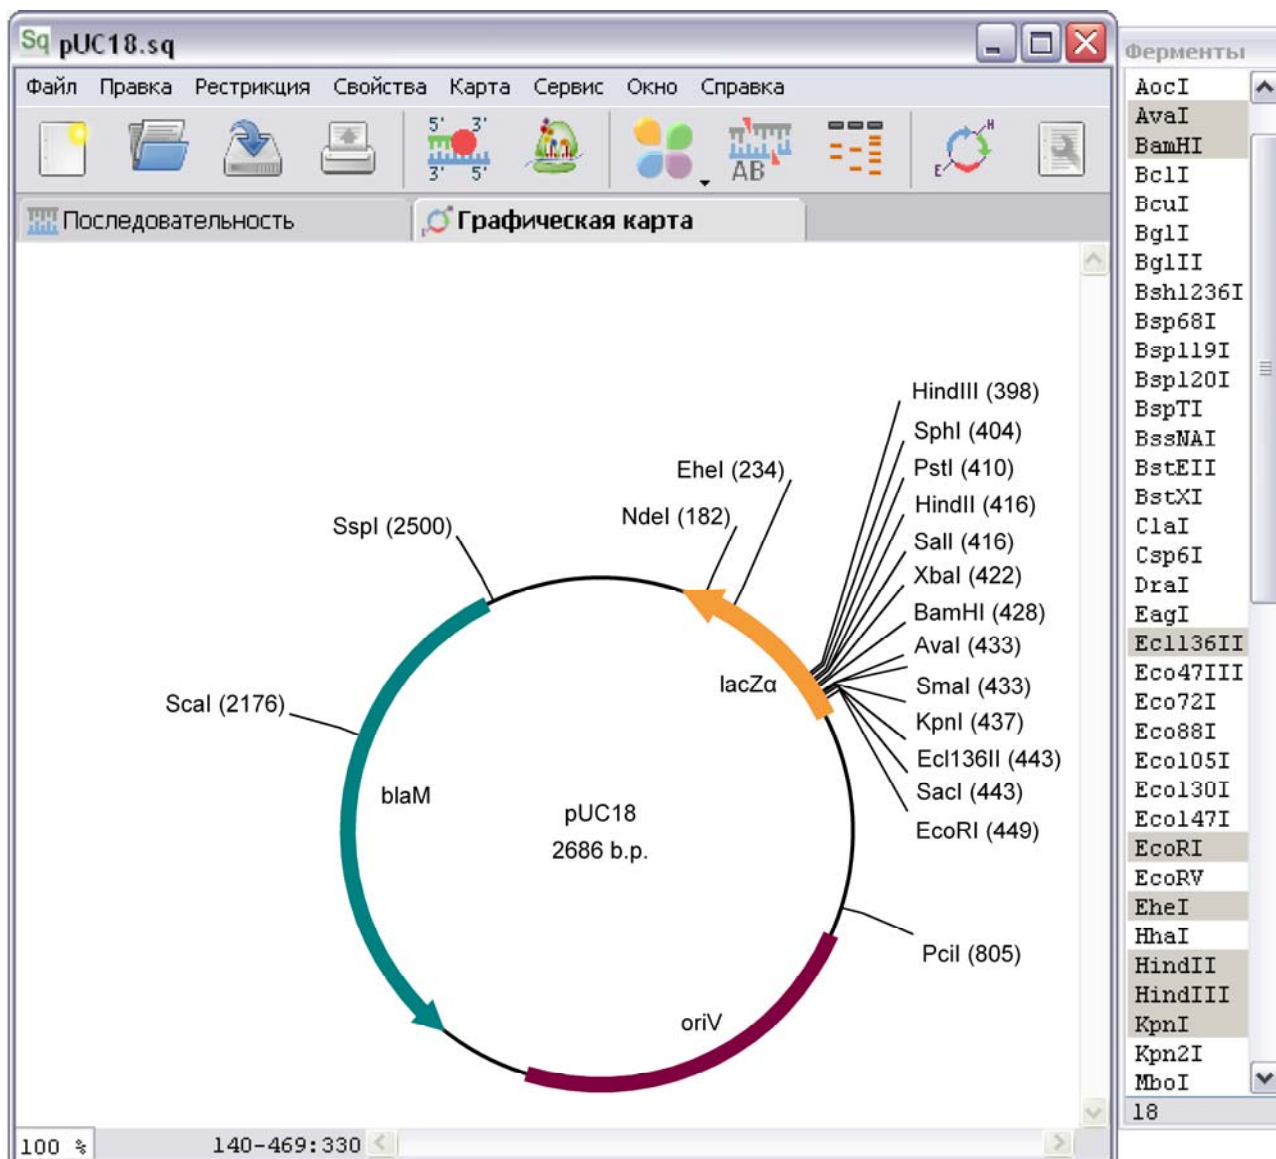 Sq pUC18.sq
Файл Правка Рестрикция Свойства Карта Сервис Окно Справка
5' 3'
3' 5'
AB
H
E
Последовательность
Графическая карта
HindIII (398)
SphI (404)
PstI (410)
HindII (416)
SalI (416)
XbaI (422)
BamHI (428)
AvaI (433)
SmaI (433)
KpnI (437)
Ecl136II (443)
SacI (443)
EcoRI (449)
EheI (234)
NdeI (182)
SspI (2500)
ScaI (2176)
lacZα
blaM
pUC18
2686 b.p.
PciI (805)
oriV
100 %
140-469:330
Ферменты
AocI
AvaI
BamHI
BclI
BcuI
BglI
BglII
Bsh1236I
Bsp68I
Bsp119I
Bsp120I
BspTI
BssNAI
BstEII
BstXI
ClaI
Csp6I
DraI
EagI
Ecl136II
Eco47III
Eco72I
Eco88I
Eco105I
Eco130I
Eco147I
EcoRI
EcoRV
EheI
HhaI
HindII
HindIII
KpnI
Kpn2I
MboI
18